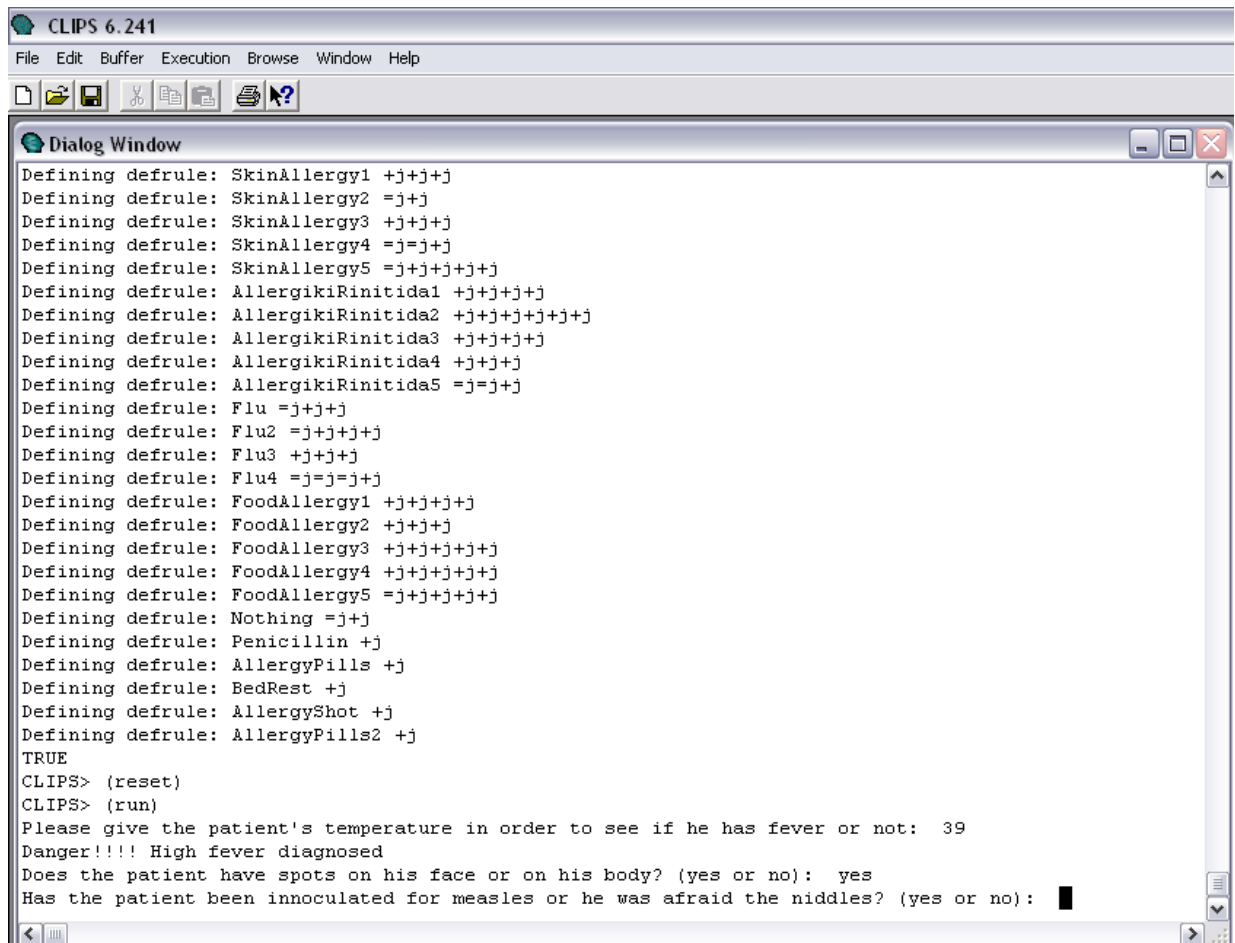 CLIPS 6.241
File Edit Buffer Execution Browse Window Help
Dialog Window
Defining defrule: SkinAllergy1 +j+j+j
Defining defrule: SkinAllergy2 =j+j
Defining defrule: SkinAllergy3 +j+j+j
Defining defrule: SkinAllergy4 =j=j+j
Defining defrule: SkinAllergy5 =j+j+j+j+j
Defining defrule: AllergikiRinitida1 +j+j+j+j
Defining defrule: AllergikiRinitida2 +j+j+j+j+j+j
Defining defrule: AllergikiRinitida3 +j+j+j+j
Defining defrule: AllergikiRinitida4 +j+j+j
Defining defrule: AllergikiRinitida5 =j=j+j
Defining defrule: Flu =j+j+j
Defining defrule: Flu2 =j+j+j+j
Defining defrule: Flu3 +j+j+j
Defining defrule: Flu4 =j=j=j+j
Defining defrule: FoodAllergy1 +j+j+j+j
Defining defrule: FoodAllergy2 +j+j+j
Defining defrule: FoodAllergy3 +j+j+j+j+j
Defining defrule: FoodAllergy4 +j+j+j+j+j
Defining defrule: FoodAllergy5 =j+j+j+j+j
Defining defrule: Nothing =j+j
Defining defrule: Penicillin +j
Defining defrule: AllergyPills +j
Defining defrule: BedRest +j
Defining defrule: AllergyShot +j
Defining defrule: AllergyPills2 +j
TRUE
CLIPS> (reset)
CLIPS> (run)
Please give the patient's temperature in order to see if he has fever or not: 39
Danger!!!! High fever diagnosed
Does the patient have spots on his face or on his body? (yes or no): yes
Has the patient been innoculated for measles or he was afraid the niddles? (yes or no):